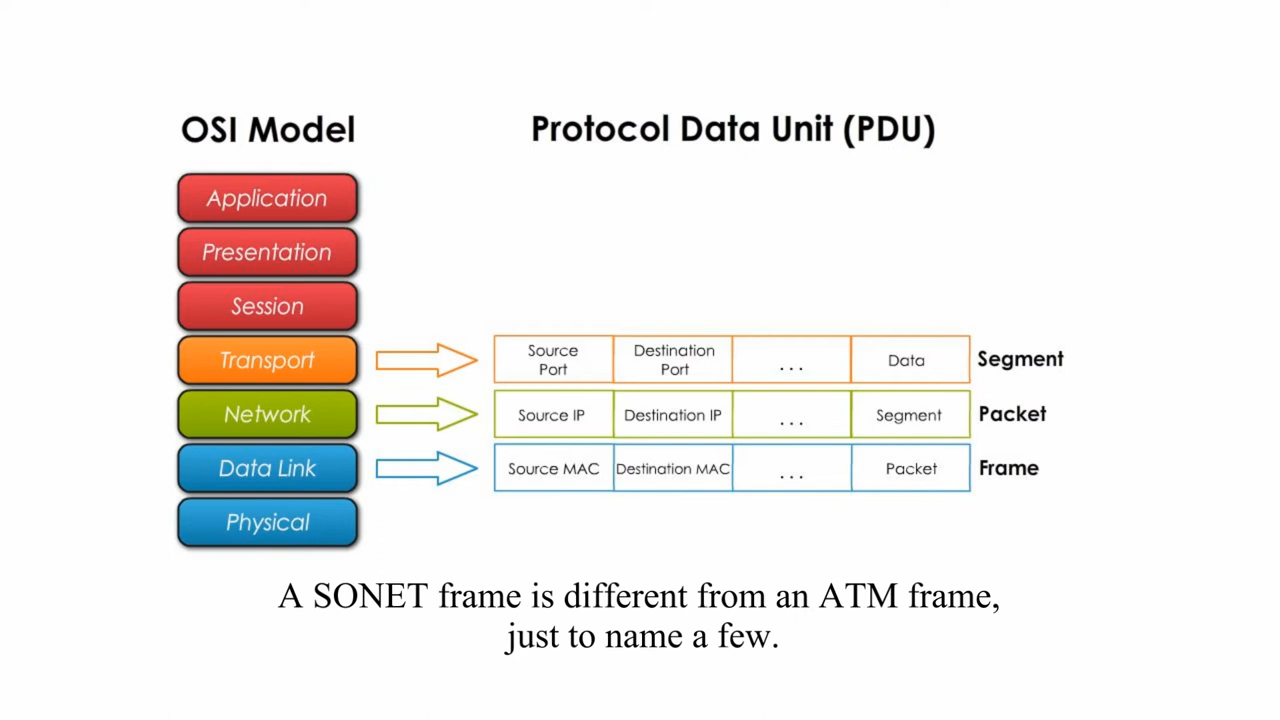 OSI Model
Protocol Data Unit (PDU)
Application
Presentation
Session
Transport
Source Port
Destination Port
...
Data
Segment
Network
Source IP
Destination IP
...
Segment
Packet
Data Link
Source MAC
Destination MAC
...
Packet
Frame
Physical
A SONET frame is different from an ATM frame,
just to name a few.